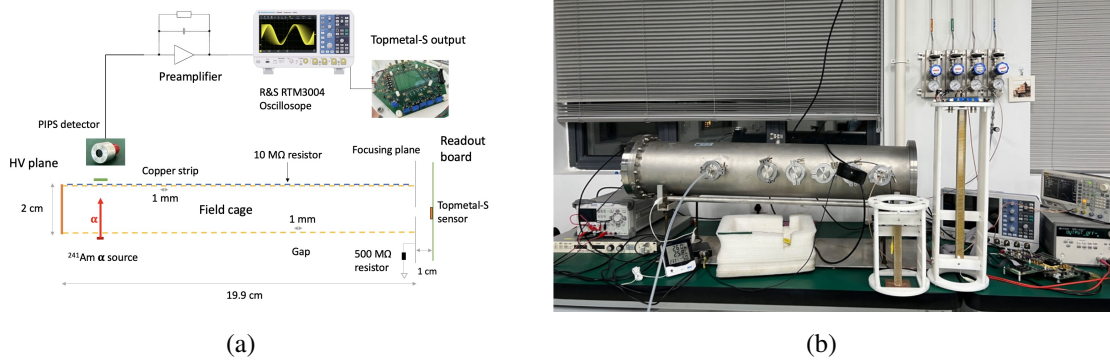 Topmetal-S output
Preamplifier
R&S RTM3004
Oscillosope
PIPS detector
Readout
board
HV plane
Focusing plane
10 MΩ resistor
Copper strip
2 cm
1 mm
Field cage
Topmetal-S
sensor
α
1 mm
Gap
²⁴¹Am α source
500 MΩ
resistor
1 cm
19.9 cm
(a)
(b)